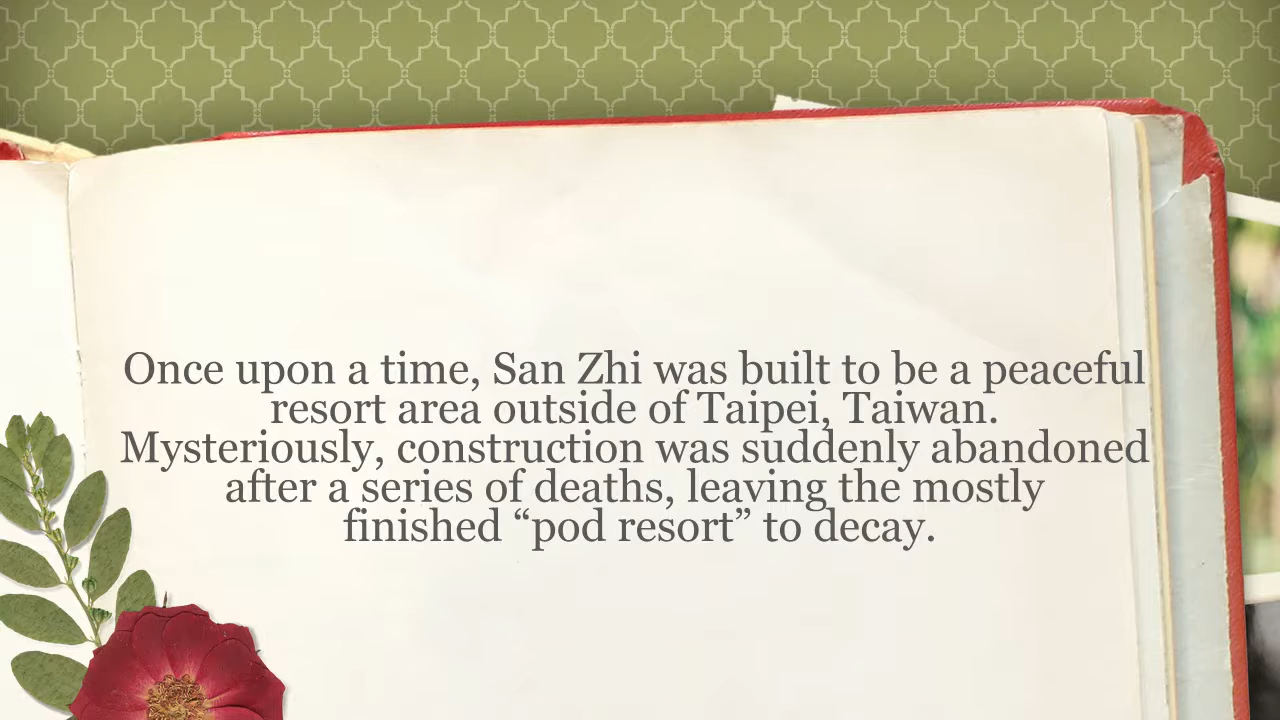 Once upon a time, San Zhi was built to be a peaceful
resort area outside of Taipei, Taiwan.
Mysteriously, construction was suddenly abandoned
after a series of deaths, leaving the mostly
finished “pod resort” to decay.